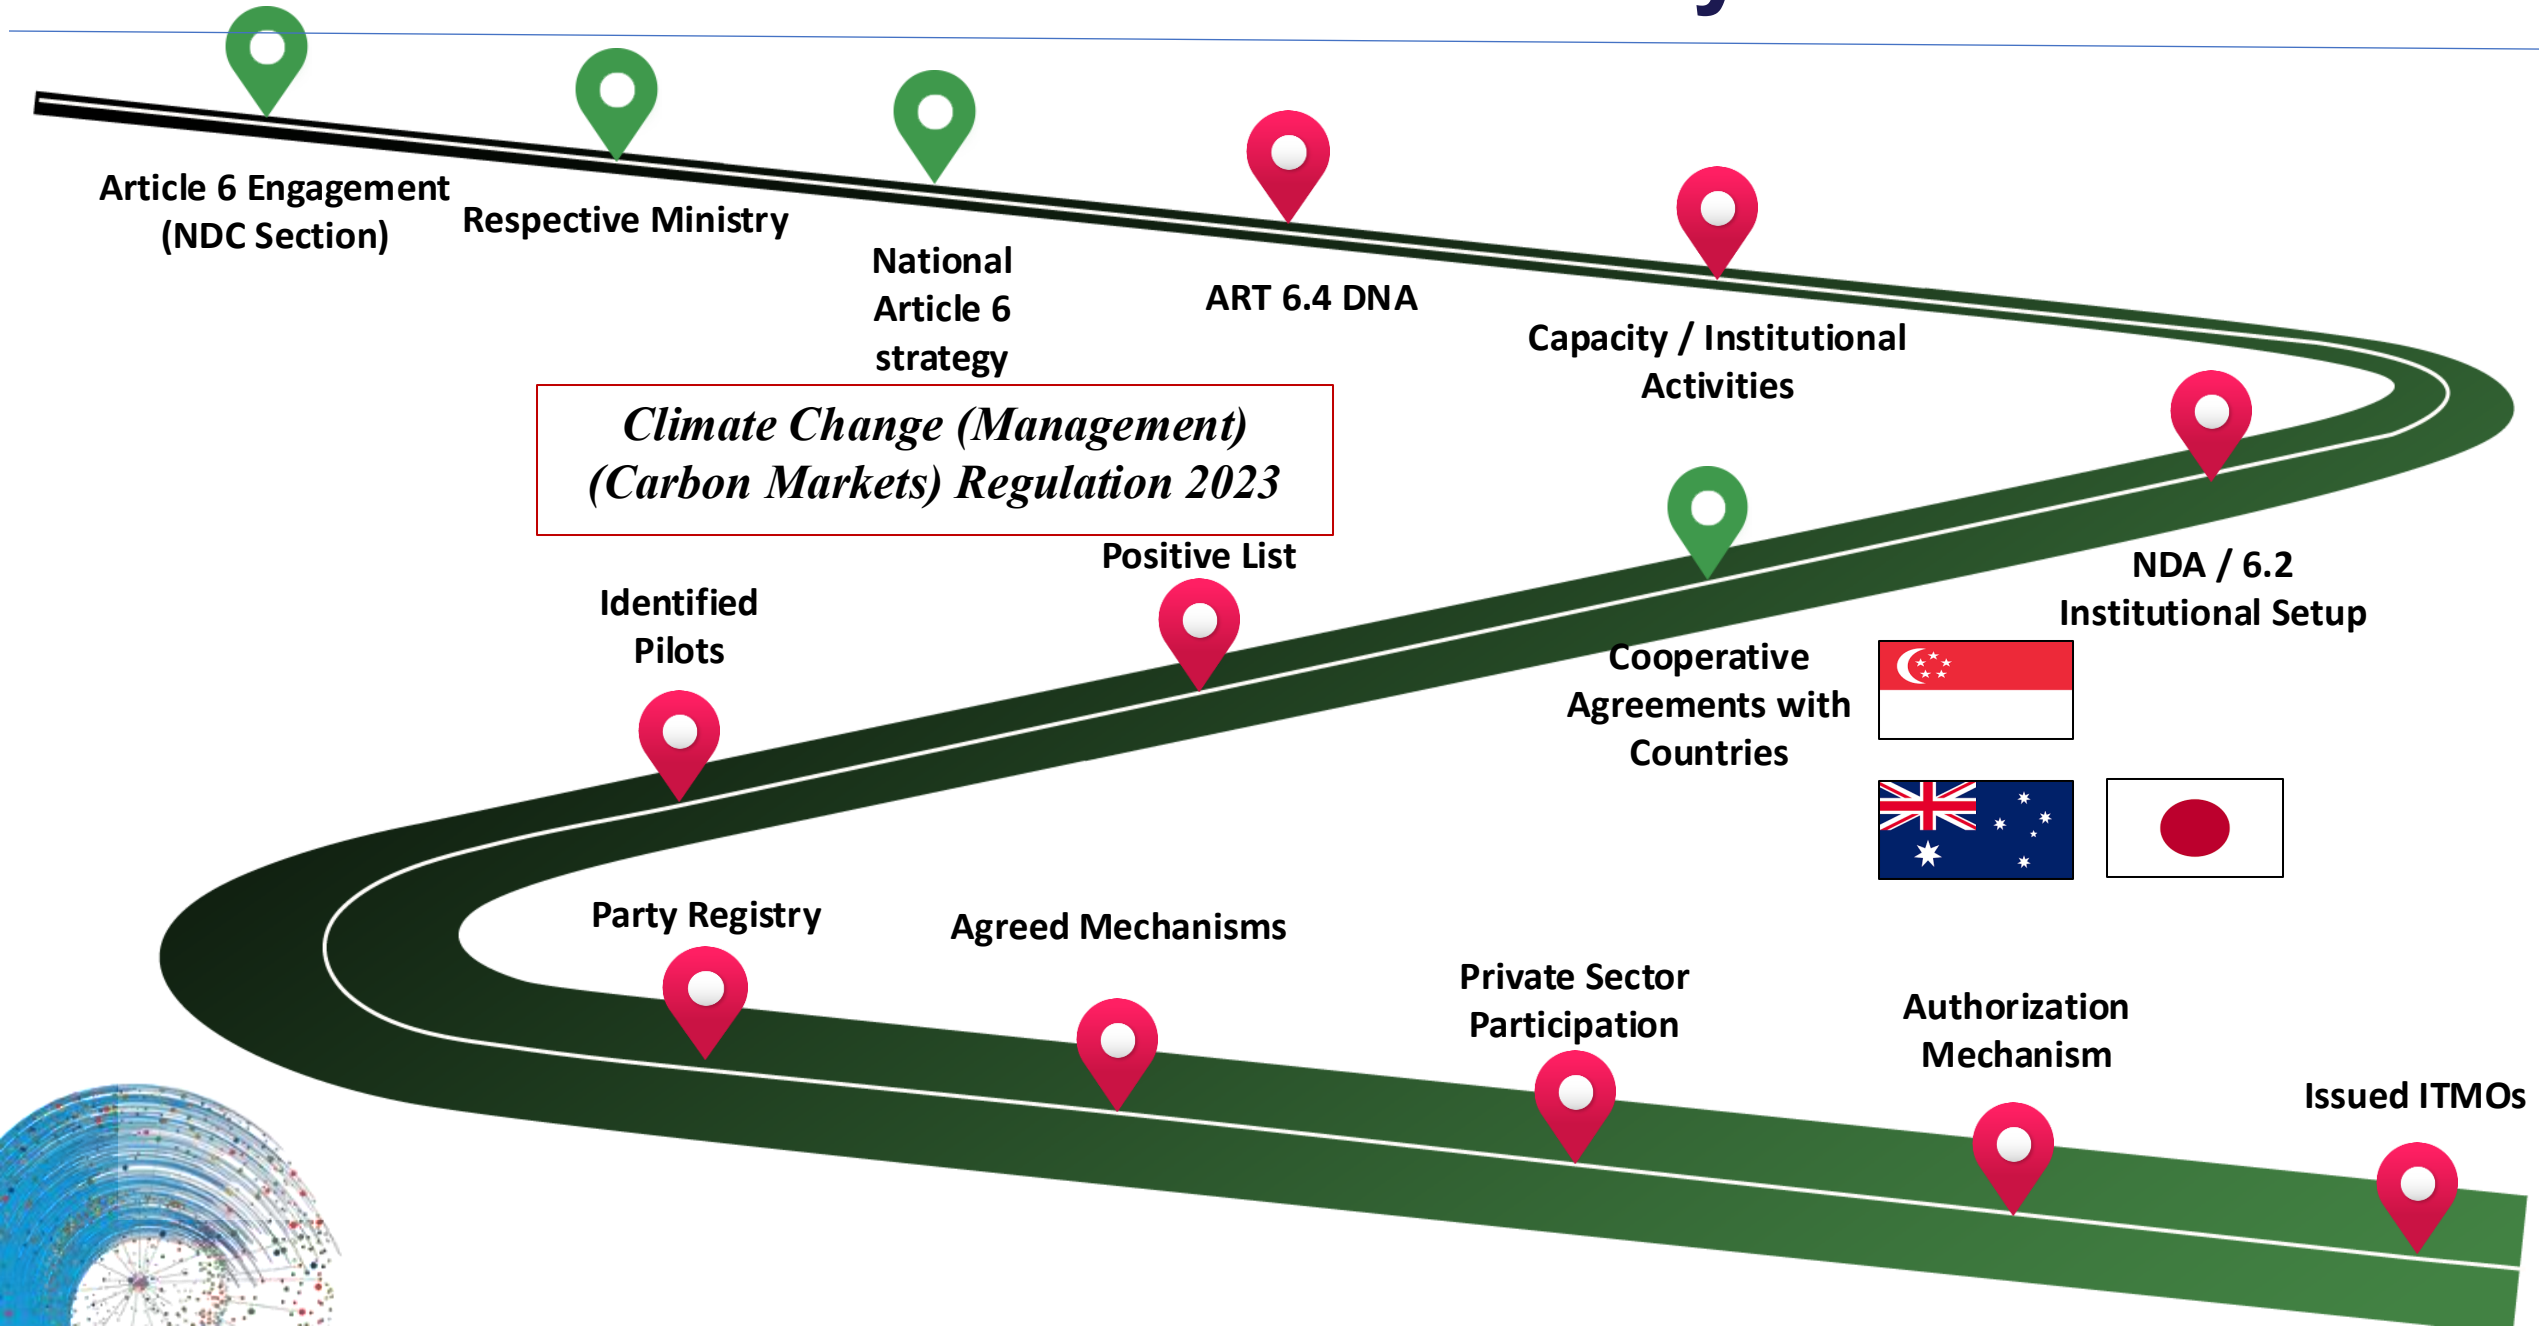 Article 6 Engagement
(NDC Section)
Respective Ministry
National
Article 6
strategy
ART 6.4 DNA
Capacity / Institutional
Activities
Climate Change (Management)
(Carbon Markets) Regulation 2023
NDA / 6.2
Institutional Setup
Cooperative
Agreements with
Countries
Positive List
Identified
Pilots
Party Registry
Agreed Mechanisms
Private Sector
Participation
Authorization
Mechanism
Issued ITMOs